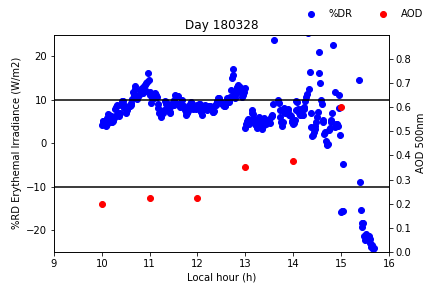 %DR AOD
Day 180328
%RD Erythemal Irradiance (W/m2)
20
10
0
−10
−20
0.8
0.7
0.6
0.5
0.4
0.3
0.2
0.1
0.0
AOD 500nm
9 10 11 12 13 14 15 16
Local hour (h)